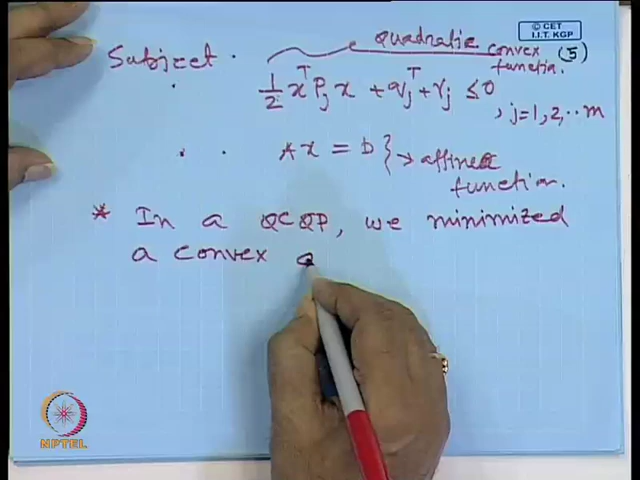 © CET
I.I.T. KGP
quadratic convex function. (5)
Subject.
1/2 x^T P_j x + q_j^T + r_j ≤ 0
, j=1, 2, .. m
Ax = b } → affine function.
* In a QCQP, we minimized
a convex
NPTEL